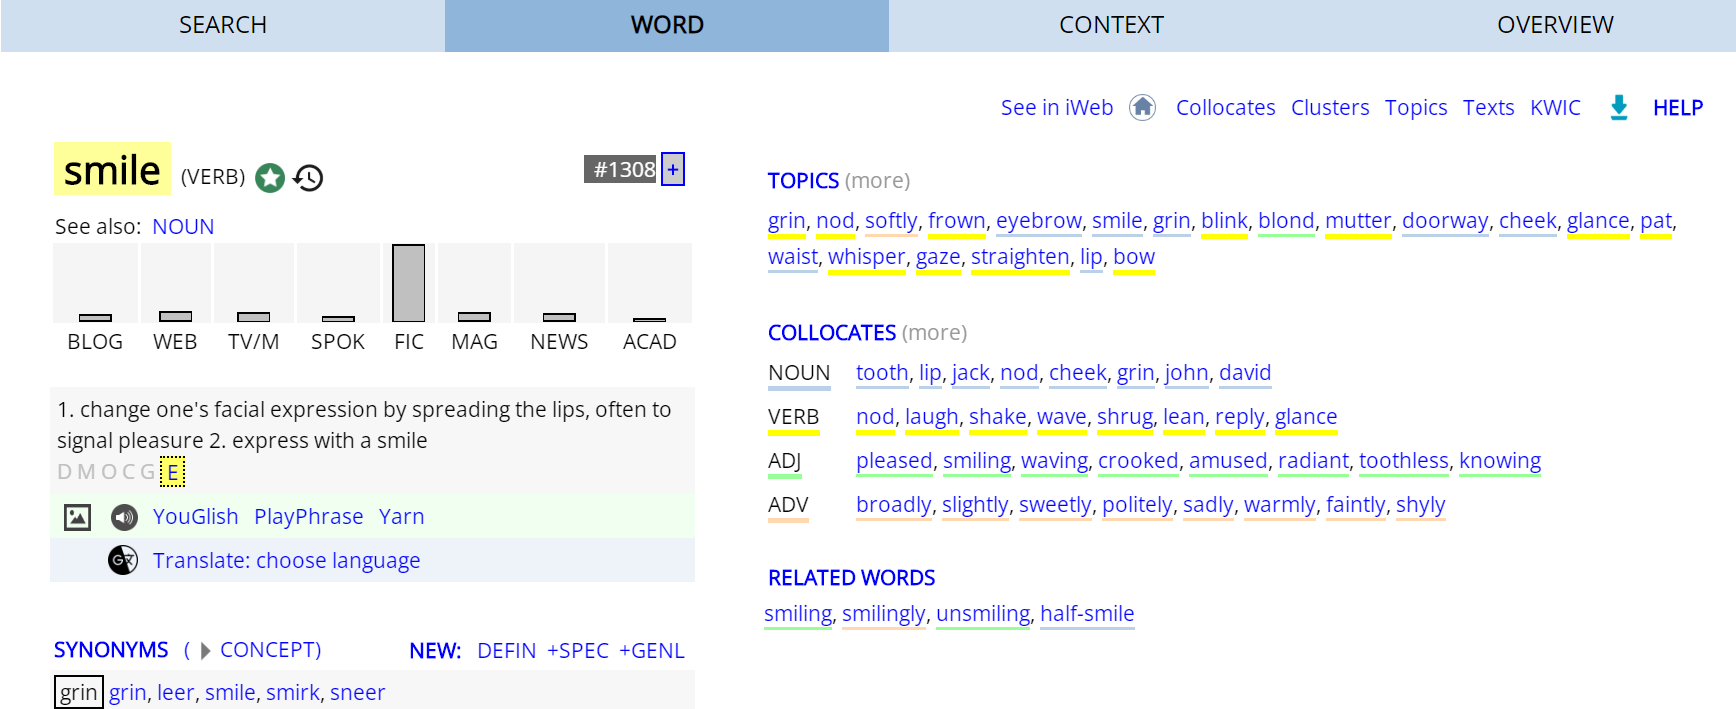 SEARCH WORD CONTEXT OVERVIEW
See in iWeb Collocates Clusters Topics Texts KWIC HELP
smile (VERB) #1308 +
See also: NOUN
BLOG WEB TV/M SPOK FIC MAG NEWS ACAD
1. change one's facial expression by spreading the lips, often to
signal pleasure 2. express with a smile
D M O C G E
YouGlish PlayPhrase Yarn
G文 Translate: choose language
SYNONYMS ( CONCEPT) NEW: DEFIN +SPEC +GENL
grin grin, leer, smile, smirk, sneer
TOPICS (more)
grin, nod, softly, frown, eyebrow, smile, grin, blink, blond, mutter, doorway, cheek, glance, pat,
waist, whisper, gaze, straighten, lip, bow
COLLOCATES (more)
NOUN tooth, lip, jack, nod, cheek, grin, john, david
VERB nod, laugh, shake, wave, shrug, lean, reply, glance
ADJ pleased, smiling, waving, crooked, amused, radiant, toothless, knowing
ADV broadly, slightly, sweetly, politely, sadly, warmly, faintly, shyly
RELATED WORDS
smiling, smilingly, unsmiling, half-smile